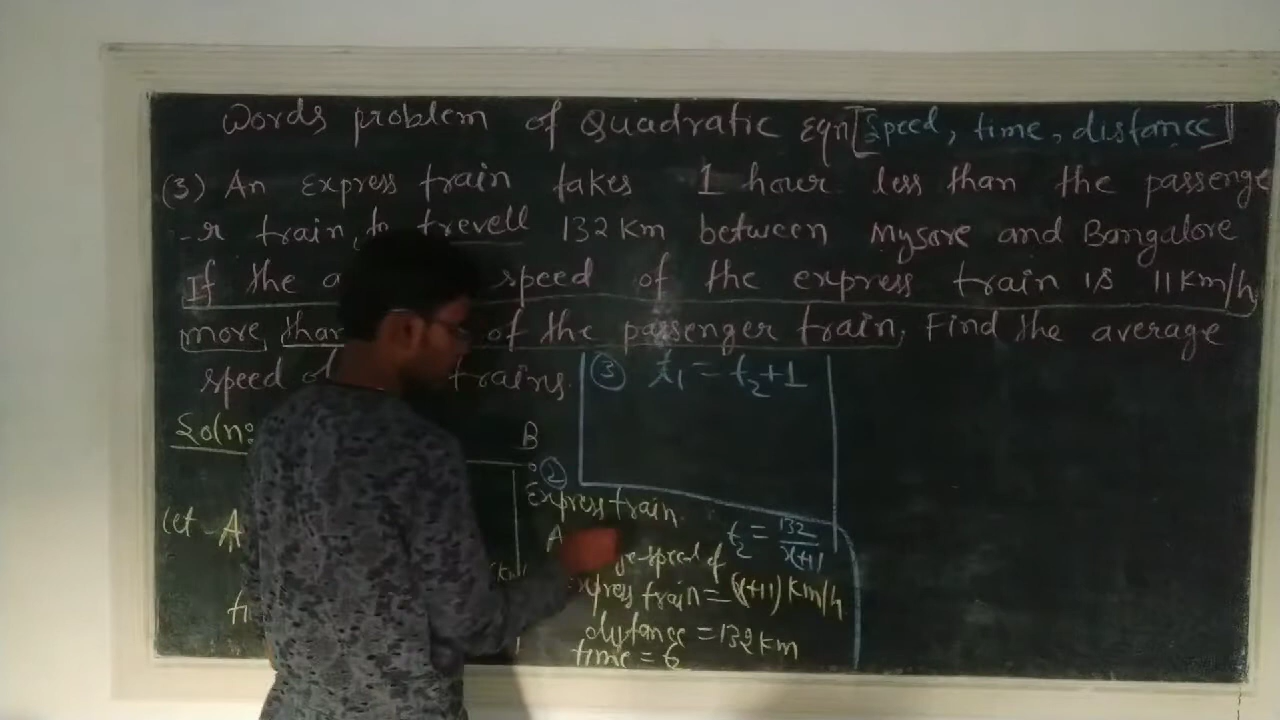 Words problem of Quadratic Eqn [Speed, time, distance]
(3) An Express train takes 1 hour less than the passenge
-r train, to trevell 132 Km between Mysore and Bangalore
If the a speed of the express train is 11 Km/h
more than of the passenger train. Find the average
speed of trains.
③ t₁ = t₂+1
Soln:
B
②
Express train
let A
A
t₂ = 132/x+11
ge speed of
express train = (x+11) Km/h
distance = 132 Km
time = t